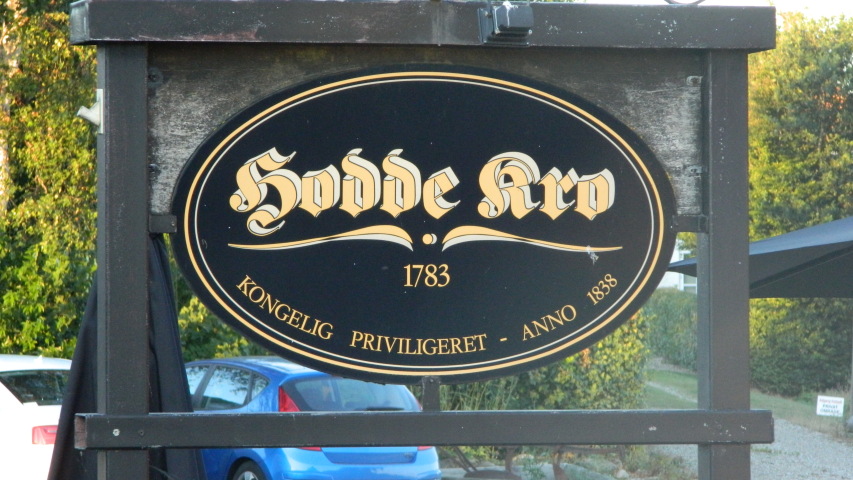 Hodde Kro
1783
KONGELIG PRIVILIGERET - ANNO 1838